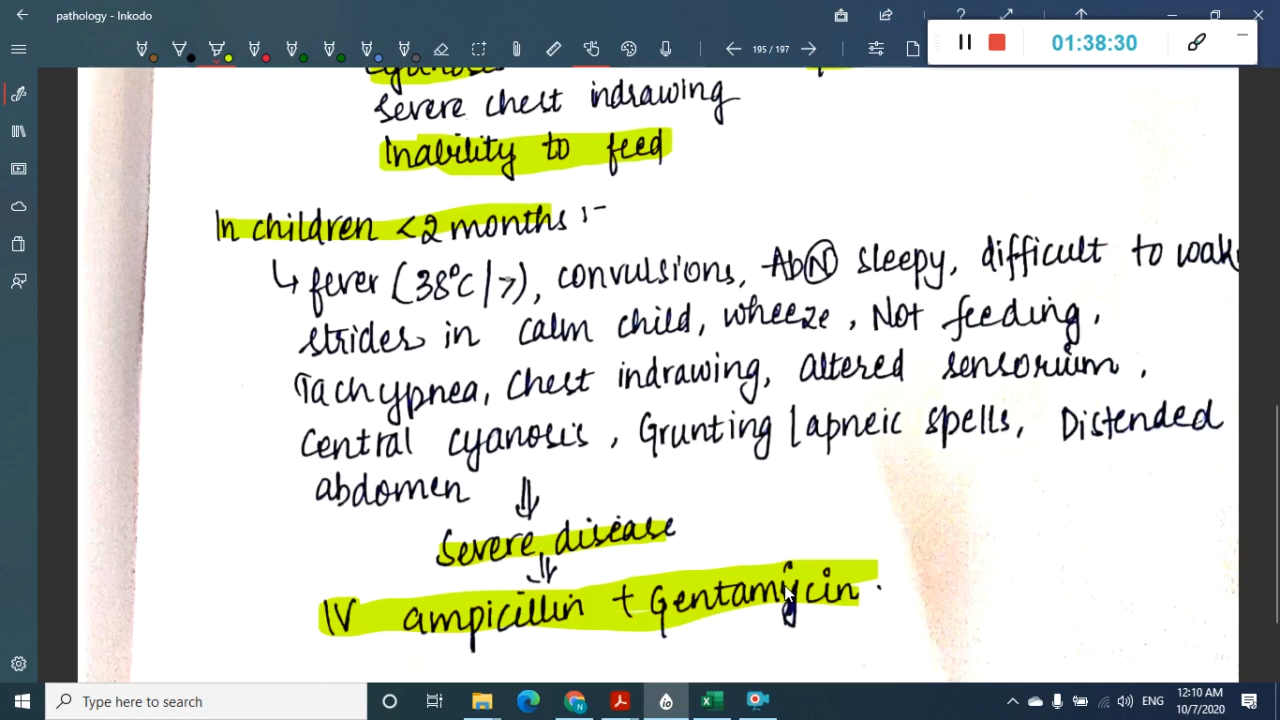 pathology - Inkodo
01:38:30
195 / 197
severe chest indrawing
Inability to feed
In children <2 months :-
↳ fever (38°C/>), convulsions, AbⓃ sleepy, difficult to wake
strides in calm child, wheeze, Not feeding,
Tachypnea, Chest indrawing, altered sensorium,
Central cyanosis, Grunting/apneic spells, Distended
abdomen ⇓
Severe disease
⇓
IV ampicillin + Gentamycin.
Type here to search
ENG
12:10 AM
10/7/2020